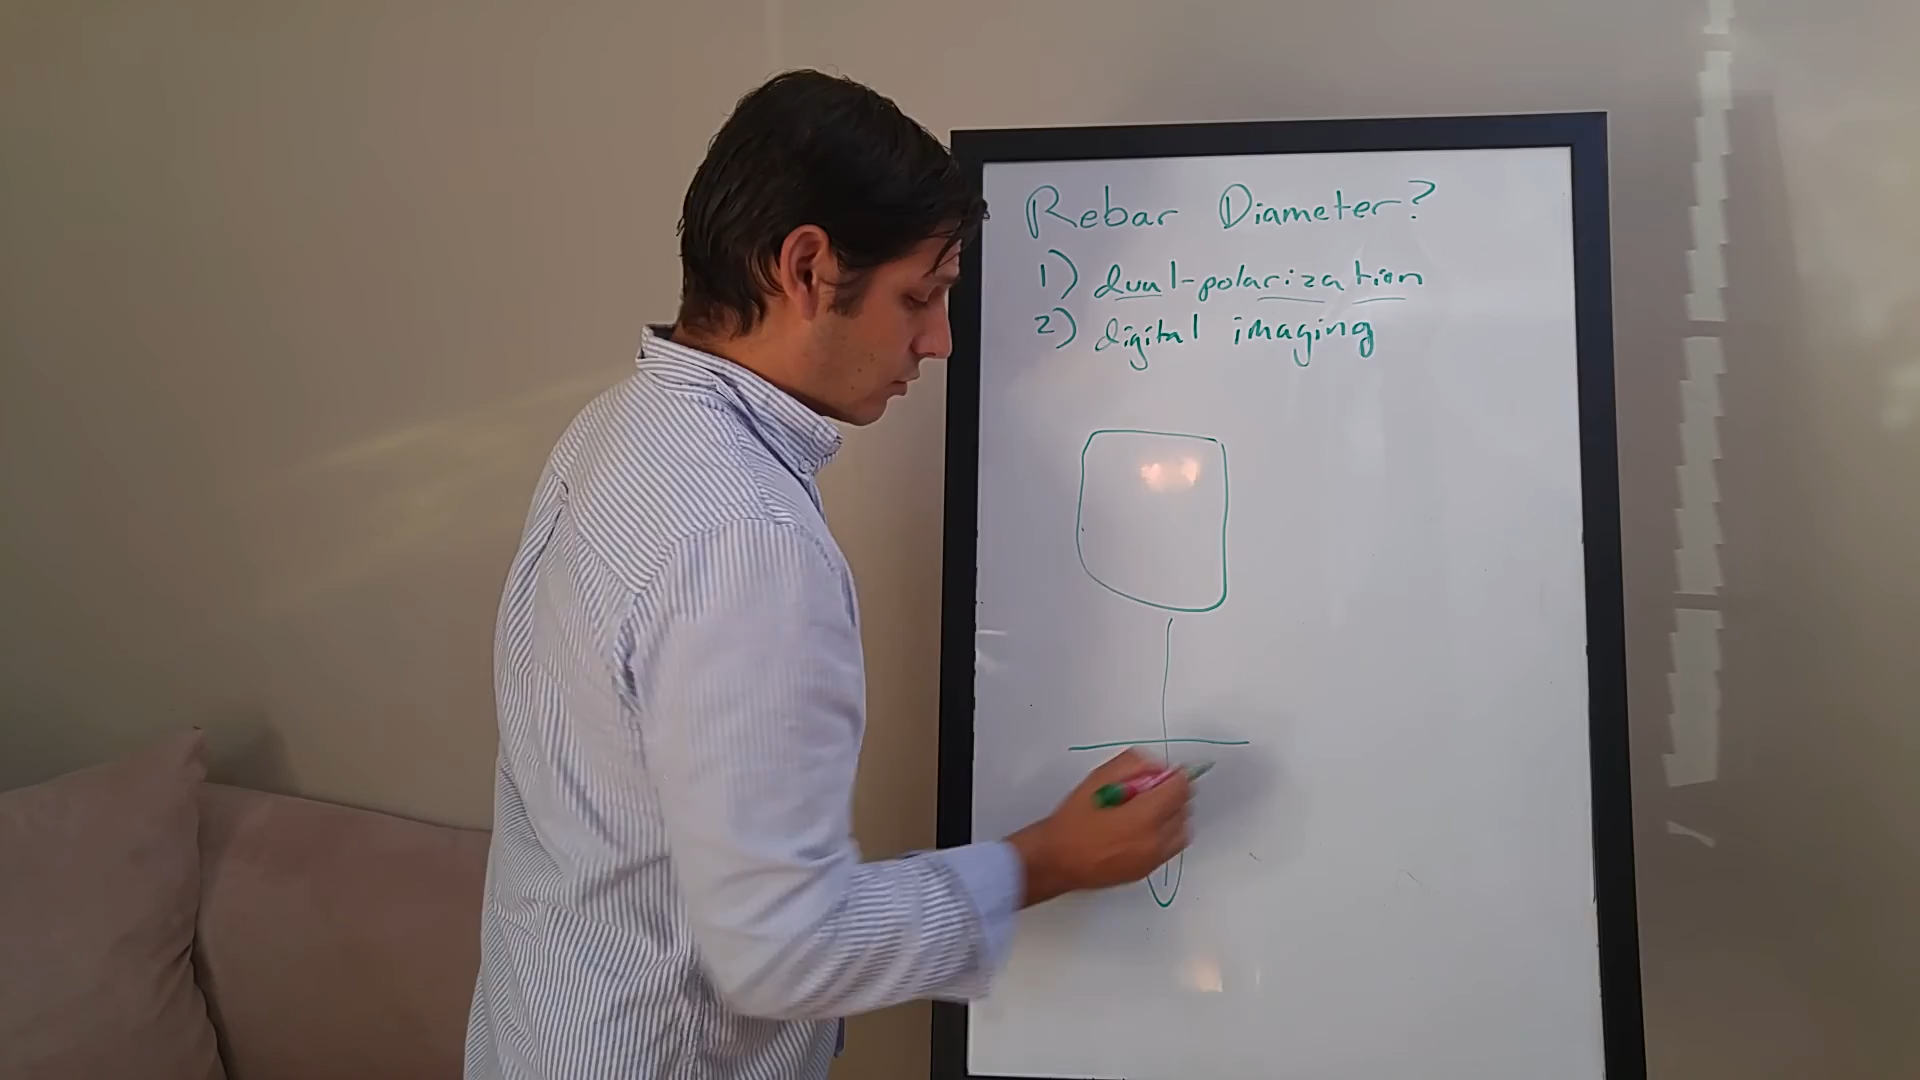 Rebar Diameter?
1) dual-polarization
2) digital imaging